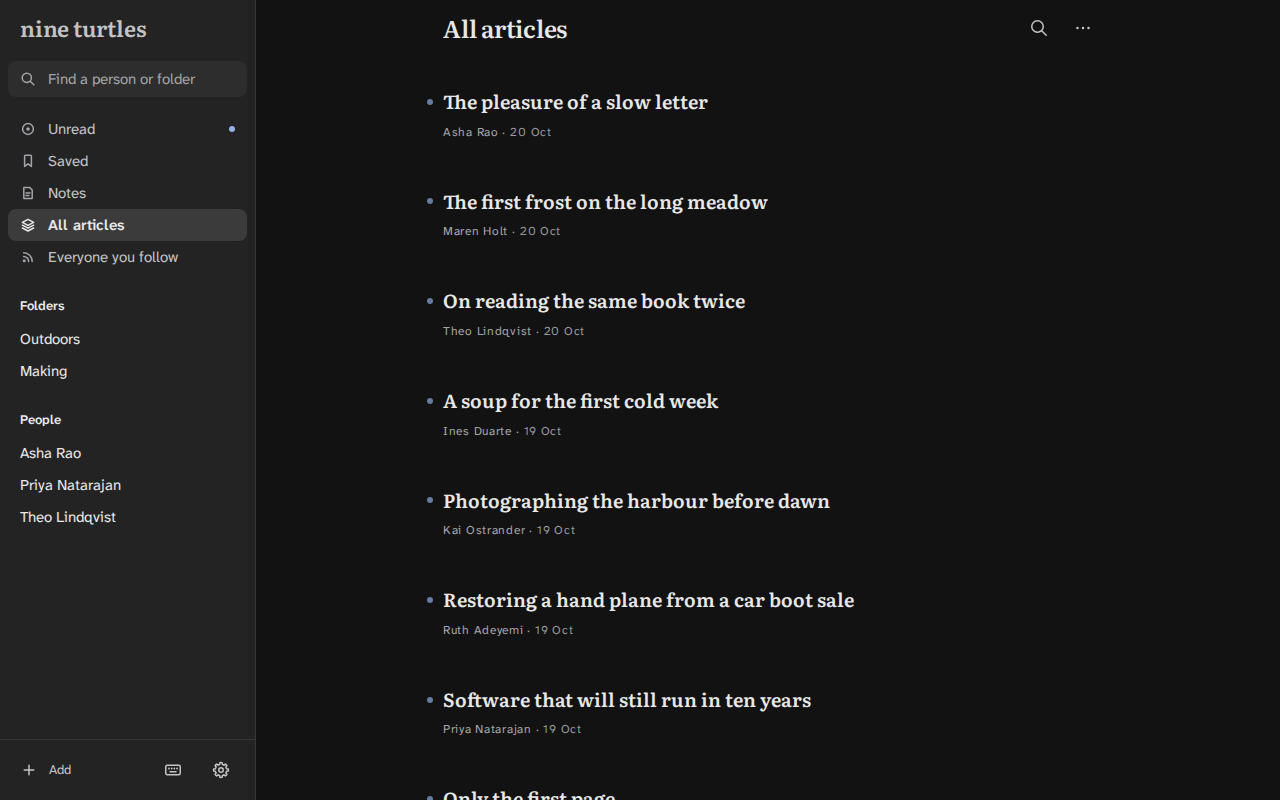 nine turtles
Find a person or folder
Unread
Saved
Notes
All articles
Everyone you follow
Folders
Outdoors
Making
People
Asha Rao
Priya Natarajan
Theo Lindqvist
Add
All articles
The pleasure of a slow letter
Asha Rao · 20 Oct
The first frost on the long meadow
Maren Holt · 20 Oct
On reading the same book twice
Theo Lindqvist · 20 Oct
A soup for the first cold week
Ines Duarte · 19 Oct
Photographing the harbour before dawn
Kai Ostrander · 19 Oct
Restoring a hand plane from a car boot sale
Ruth Adeyemi · 19 Oct
Software that will still run in ten years
Priya Natarajan · 19 Oct
Only the first page